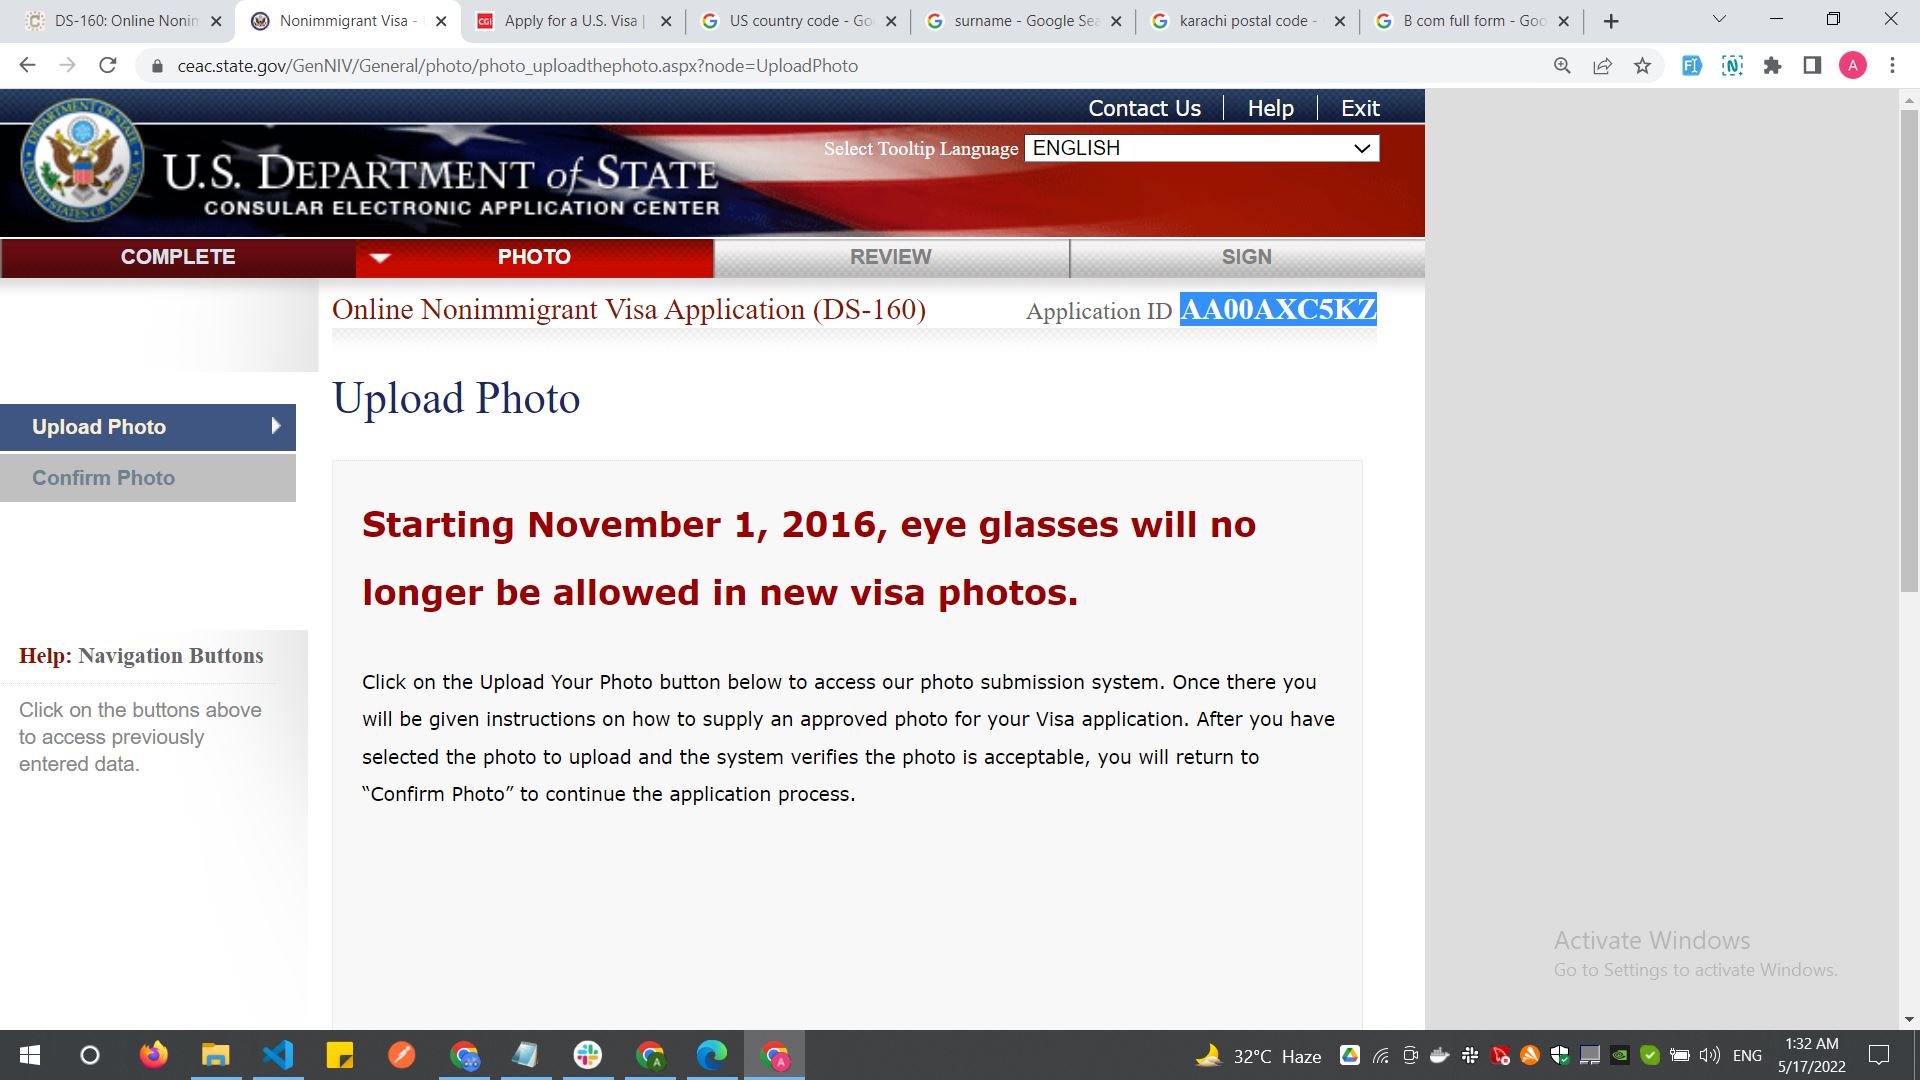 DS-160: Online Nonin
Nonimmigrant Visa -
CGI
Apply for a U.S. Visa |
US country code - Go
surname - Google Sea
karachi postal code -
B com full form - Goo
ceac.state.gov/GenNIV/General/photo/photo_uploadthephoto.aspx?node=UploadPhoto
A
Contact Us
Help
Exit
Select Tooltip Language
ENGLISH
U.S. DEPARTMENT of STATE
CONSULAR ELECTRONIC APPLICATION CENTER
COMPLETE
PHOTO
REVIEW
SIGN
Online Nonimmigrant Visa Application (DS-160)
Application ID AA00AXC5KZ
Upload Photo
Upload Photo
Confirm Photo
Starting November 1, 2016, eye glasses will no
longer be allowed in new visa photos.
Help: Navigation Buttons
Click on the buttons above
to access previously
entered data.
Click on the Upload Your Photo button below to access our photo submission system. Once there you
will be given instructions on how to supply an approved photo for your Visa application. After you have
selected the photo to upload and the system verifies the photo is acceptable, you will return to
“Confirm Photo” to continue the application process.
Activate Windows
Go to Settings to activate Windows.
32°C Haze
ENG
1:32 AM
5/17/2022